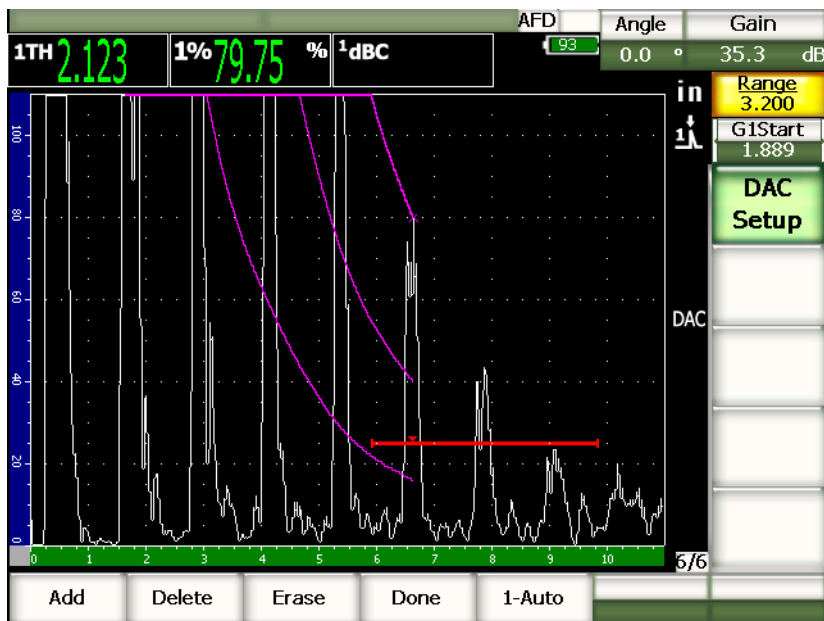 AFD
Angle Gain
93
0.0 ° 35.3 dB
1TH 2.123 1% 79.75 % 1dBC
in
Range
3.200
1
G1Start
1.889
DAC
Setup
DAC
100
80
60
40
20
0
0 1 2 3 4 5 6 7 8 9 10
6/6
Add Delete Erase Done 1-Auto